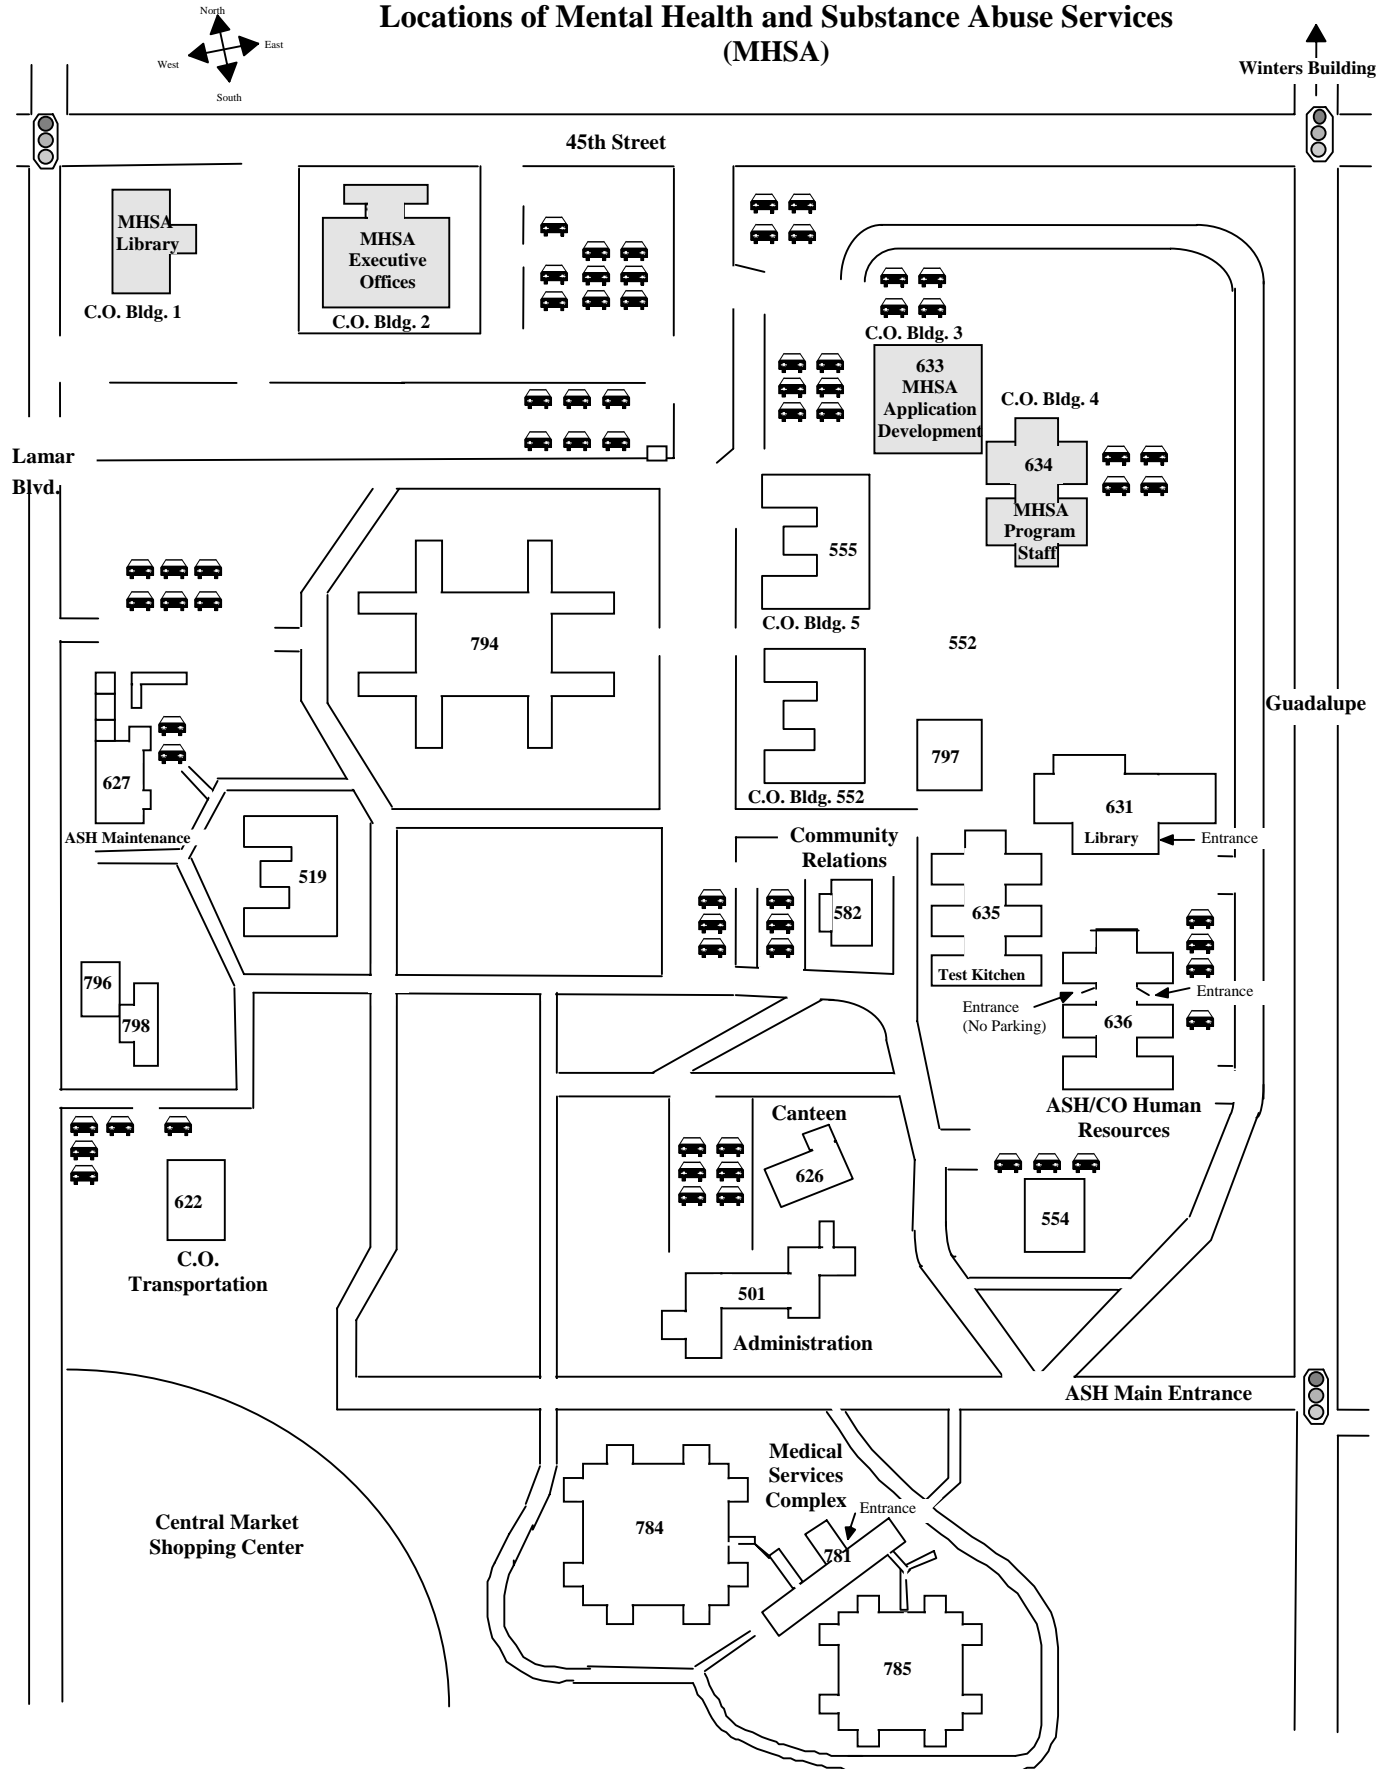 Locations of Mental Health and Substance Abuse Services
(MHSA)
North
East
West
South
Winters Building
45th Street
MHSA
Library
C.O. Bldg. 1
MHSA
Executive
Offices
C.O. Bldg. 2
C.O. Bldg. 3
633
MHSA
Application
Development
C.O. Bldg. 4
634
MHSA
Program
Staff
Lamar
Blvd.
555
C.O. Bldg. 5
794
552
C.O. Bldg. 552
797
Guadalupe
627
ASH Maintenance
519
631
Library
Entrance
Community
Relations
582
635
Test Kitchen
796
798
Entrance
(No Parking)
Entrance
636
ASH/CO Human
Resources
Canteen
626
622
C.O.
Transportation
554
501
Administration
ASH Main Entrance
Medical
Services
Complex
Entrance
784
781
785
Central Market
Shopping Center